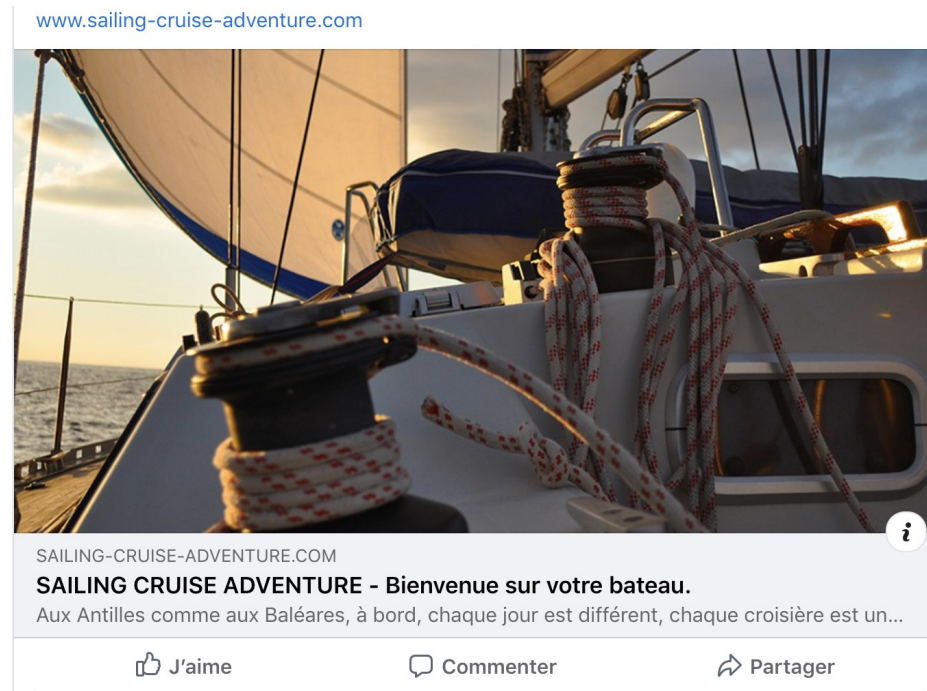 www.sailing-cruise-adventure.com
i
SAILING-CRUISE-ADVENTURE.COM
SAILING CRUISE ADVENTURE - Bienvenue sur votre bateau.
Aux Antilles comme aux Baléares, à bord, chaque jour est différent, chaque croisière est un...
J’aime Commenter Partager